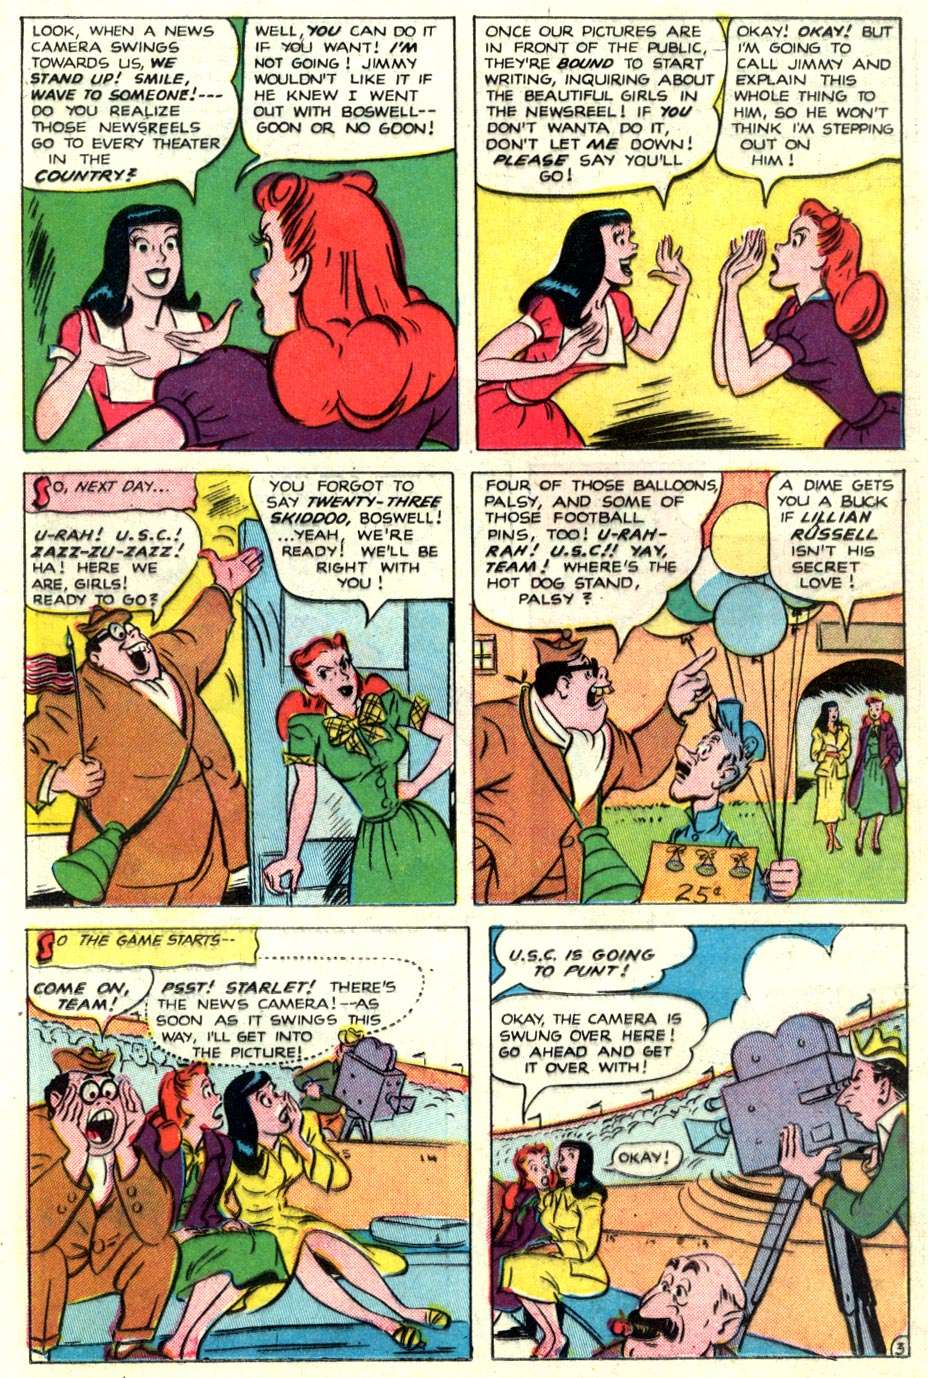 LOOK, WHEN A NEWS
CAMERA SWINGS
TOWARDS US, WE
STAND UP! SMILE,
WAVE TO SOMEONE!---
DO YOU REALIZE
THOSE NEWSREELS
GO TO EVERY THEATER
IN THE
COUNTRY?
WELL, YOU CAN DO IT
IF YOU WANT! I'M
NOT GOING! JIMMY
WOULDN'T LIKE IT IF
HE KNEW I WENT
OUT WITH BOSWELL--
GOON OR NO GOON!
ONCE OUR PICTURES ARE
IN FRONT OF THE PUBLIC,
THEY'RE BOUND TO START
WRITING, INQUIRING ABOUT
THE BEAUTIFUL GIRLS IN
THE NEWSREEL! IF YOU
DON'T WANTA DO IT,
DON'T LET ME DOWN!
PLEASE SAY YOU'LL
GO!
OKAY! OKAY! BUT
I'M GOING TO
CALL JIMMY AND
EXPLAIN THIS
WHOLE THING TO
HIM, SO HE WON'T
THINK I'M STEPPING
OUT ON
HIM!
SO, NEXT DAY...
U-RAH! U.S.C.!
ZAZZ-ZU-ZAZZ!
HA! HERE WE
ARE, GIRLS!
READY TO GO?
YOU FORGOT TO
SAY TWENTY-THREE
SKIDDOO, BOSWELL!
...YEAH, WE'RE
READY! WE'LL BE
RIGHT WITH
YOU!
FOUR OF THOSE BALLOONS,
PALSY, AND SOME OF
THOSE FOOTBALL
PINS, TOO! U-RAH-
RAH! U.S.C.!! YAY,
TEAM! WHERE'S THE
HOT DOG STAND,
PALSY?
A DIME GETS
YOU A BUCK
IF LILLIAN
RUSSELL
ISN'T HIS
SECRET
LOVE!
25¢
SO THE GAME STARTS--
COME ON,
TEAM!
PSST! STARLET! THERE'S
THE NEWS CAMERA!--AS
SOON AS IT SWINGS THIS
WAY, I'LL GET INTO
THE PICTURE!
15 14
U.S.C. IS GOING
TO PUNT!
OKAY, THE CAMERA IS
SWUNG OVER HERE!
GO AHEAD AND GET
IT OVER WITH!
OKAY!
3